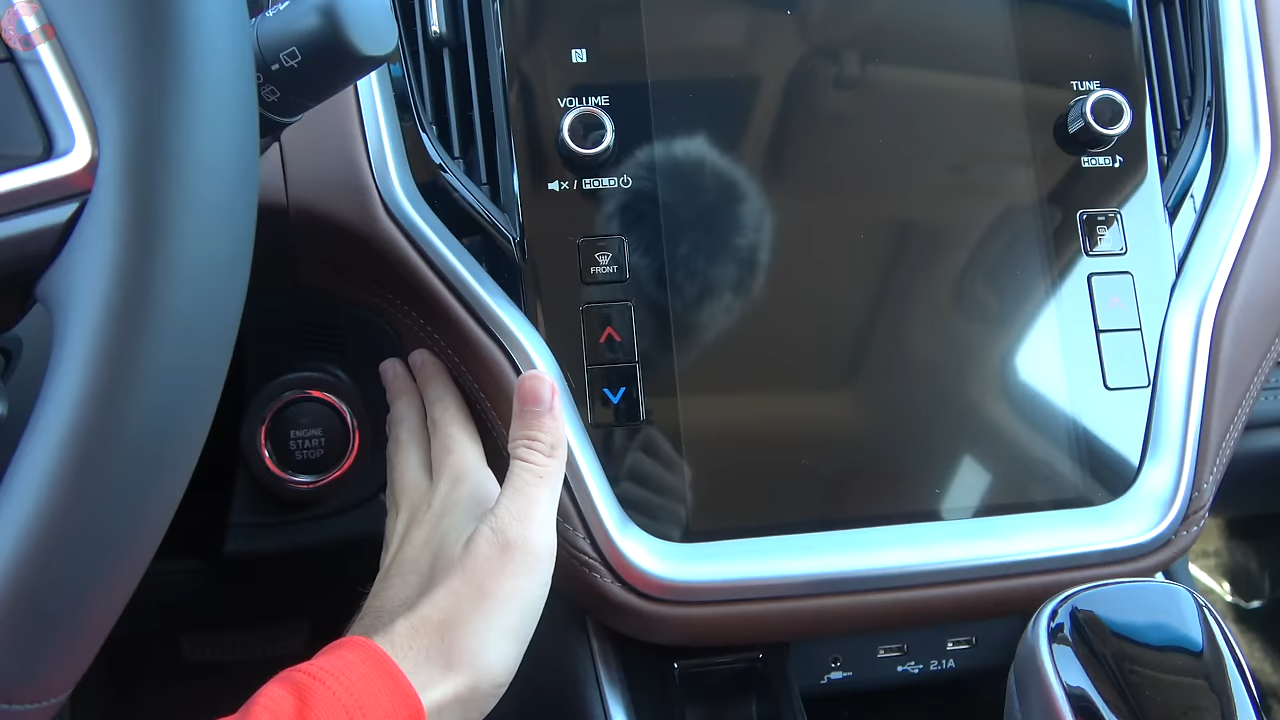 VOLUME
/ HOLD
TUNE
HOLD
FRONT
ENGINE
START
STOP
2.1A